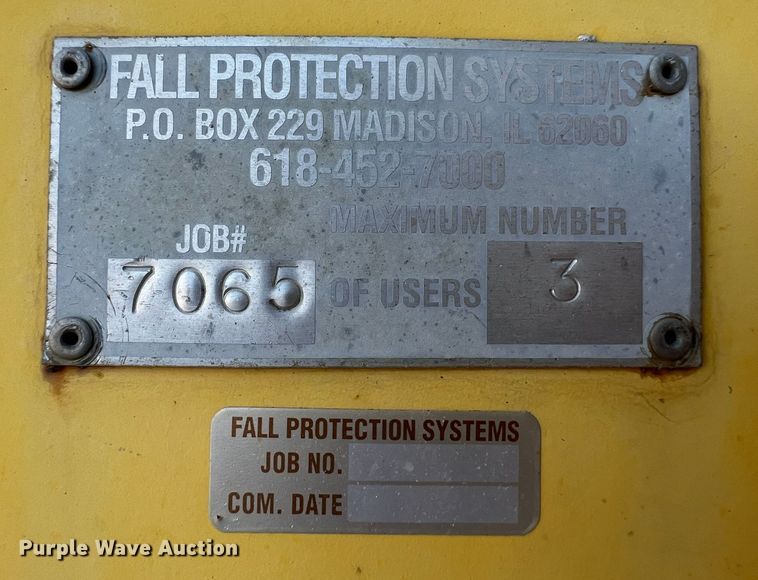 FALL PROTECTION SYSTEMS
P.O. BOX 229 MADISON, IL 62060
618-452-7000
JOB#
7065
MAXIMUM NUMBER
OF USERS 3
FALL PROTECTION SYSTEMS
JOB NO.
COM. DATE
Purple Wave Auction